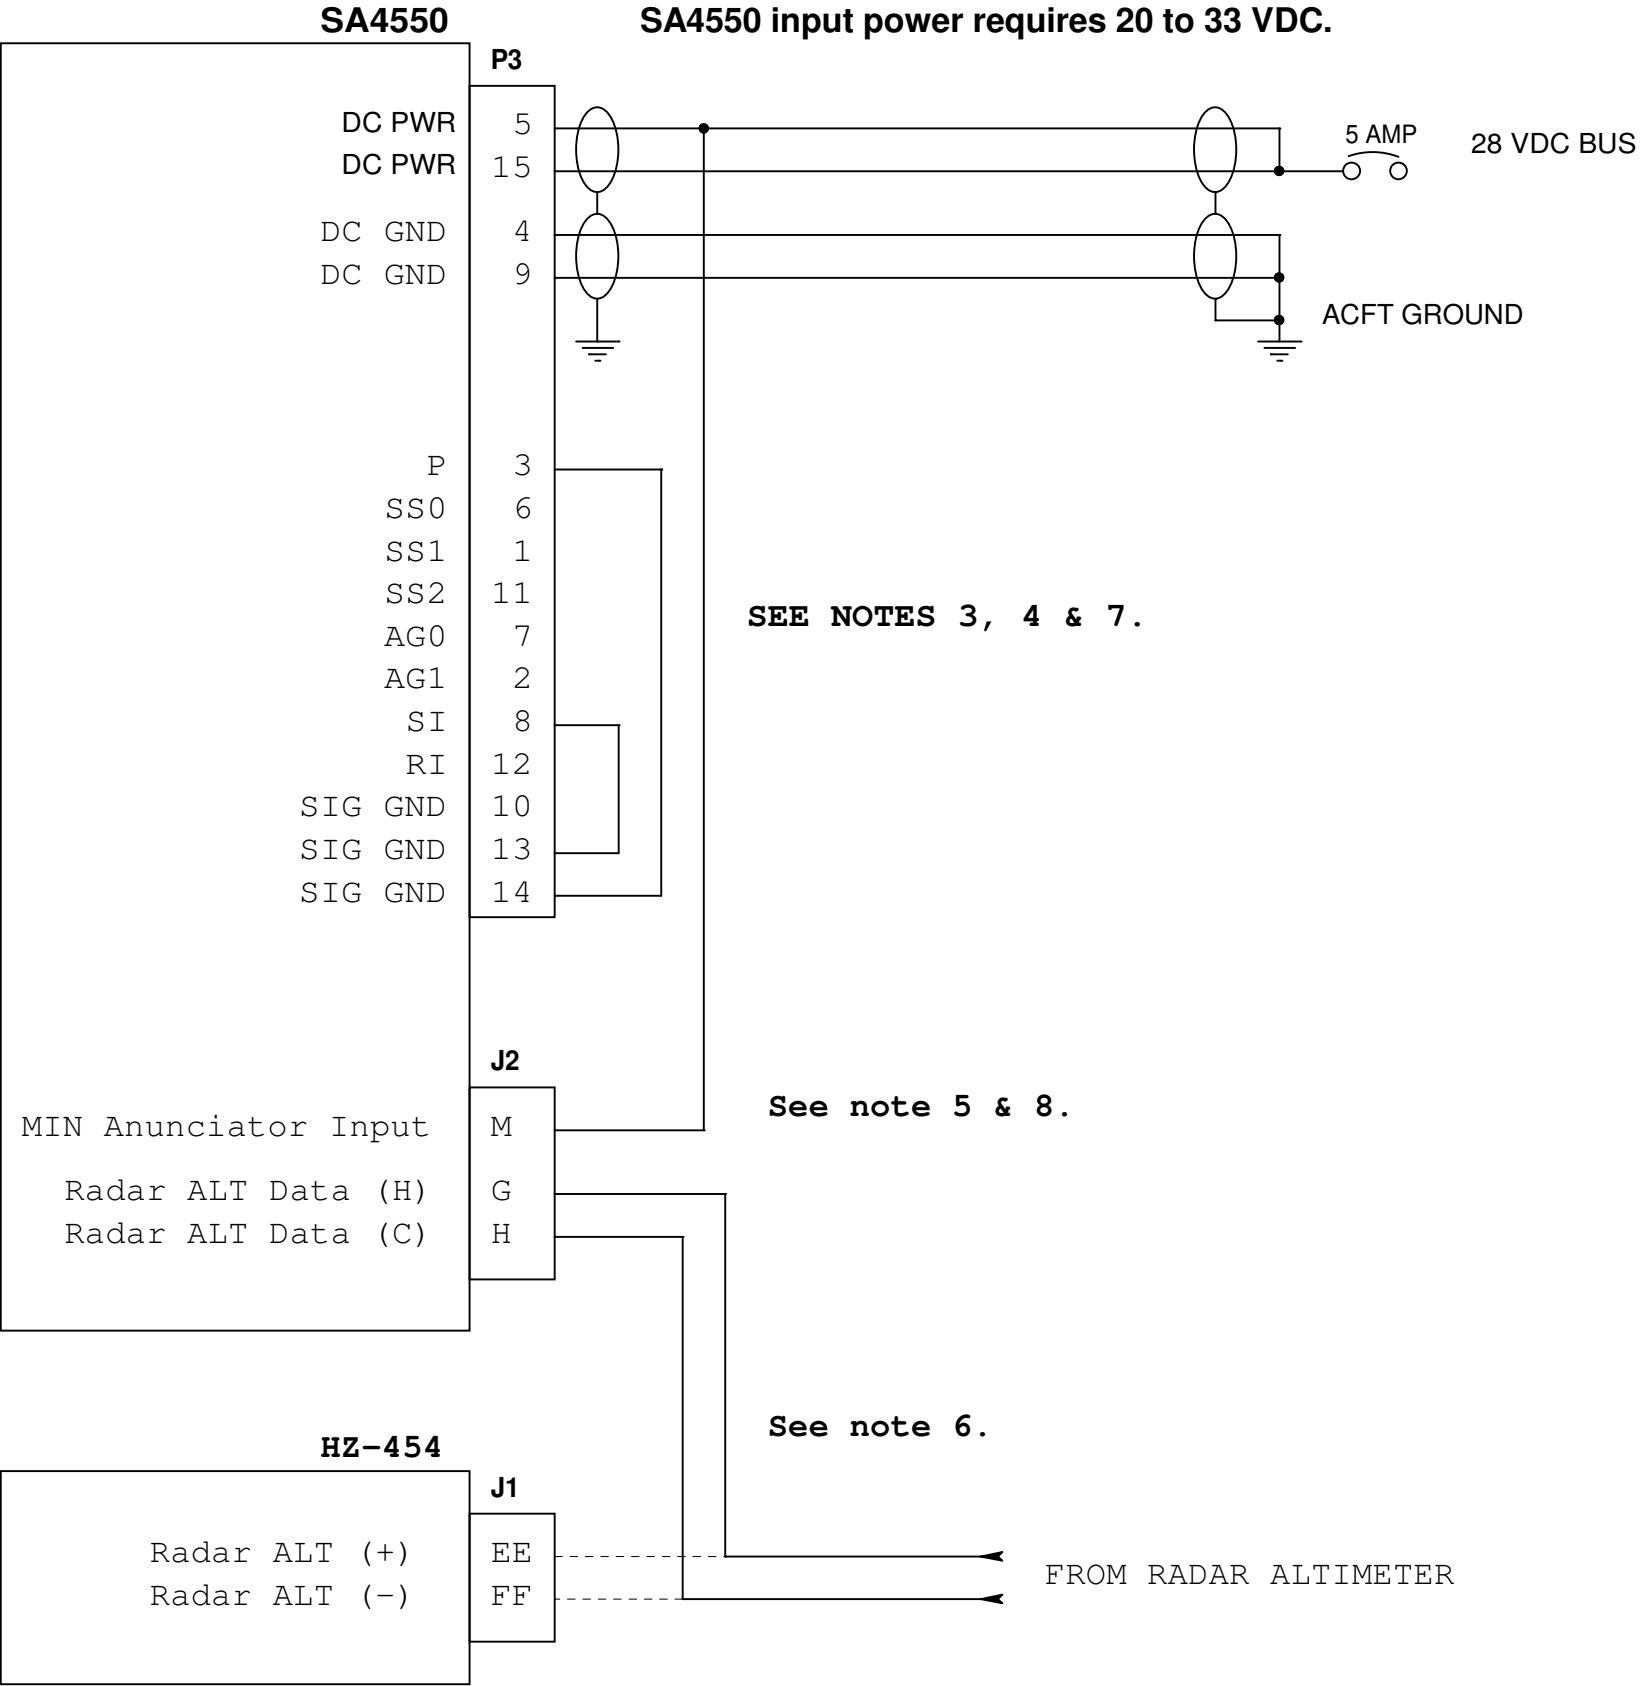 SA4550
SA4550 input power requires 20 to 33 VDC.
P3
DC PWR 5
DC PWR 15
5 AMP
28 VDC BUS
DC GND 4
DC GND 9
ACFT GROUND
P 3
SS0 6
SS1 1
SS2 11
SEE NOTES 3, 4 & 7.
AG0 7
AG1 2
SI 8
RI 12
SIG GND 10
SIG GND 13
SIG GND 14
J2
See note 5 & 8.
MIN Anunciator Input M
Radar ALT Data (H) G
Radar ALT Data (C) H
See note 6.
HZ-454
J1
Radar ALT (+) EE
Radar ALT (-) FF
FROM RADAR ALTIMETER